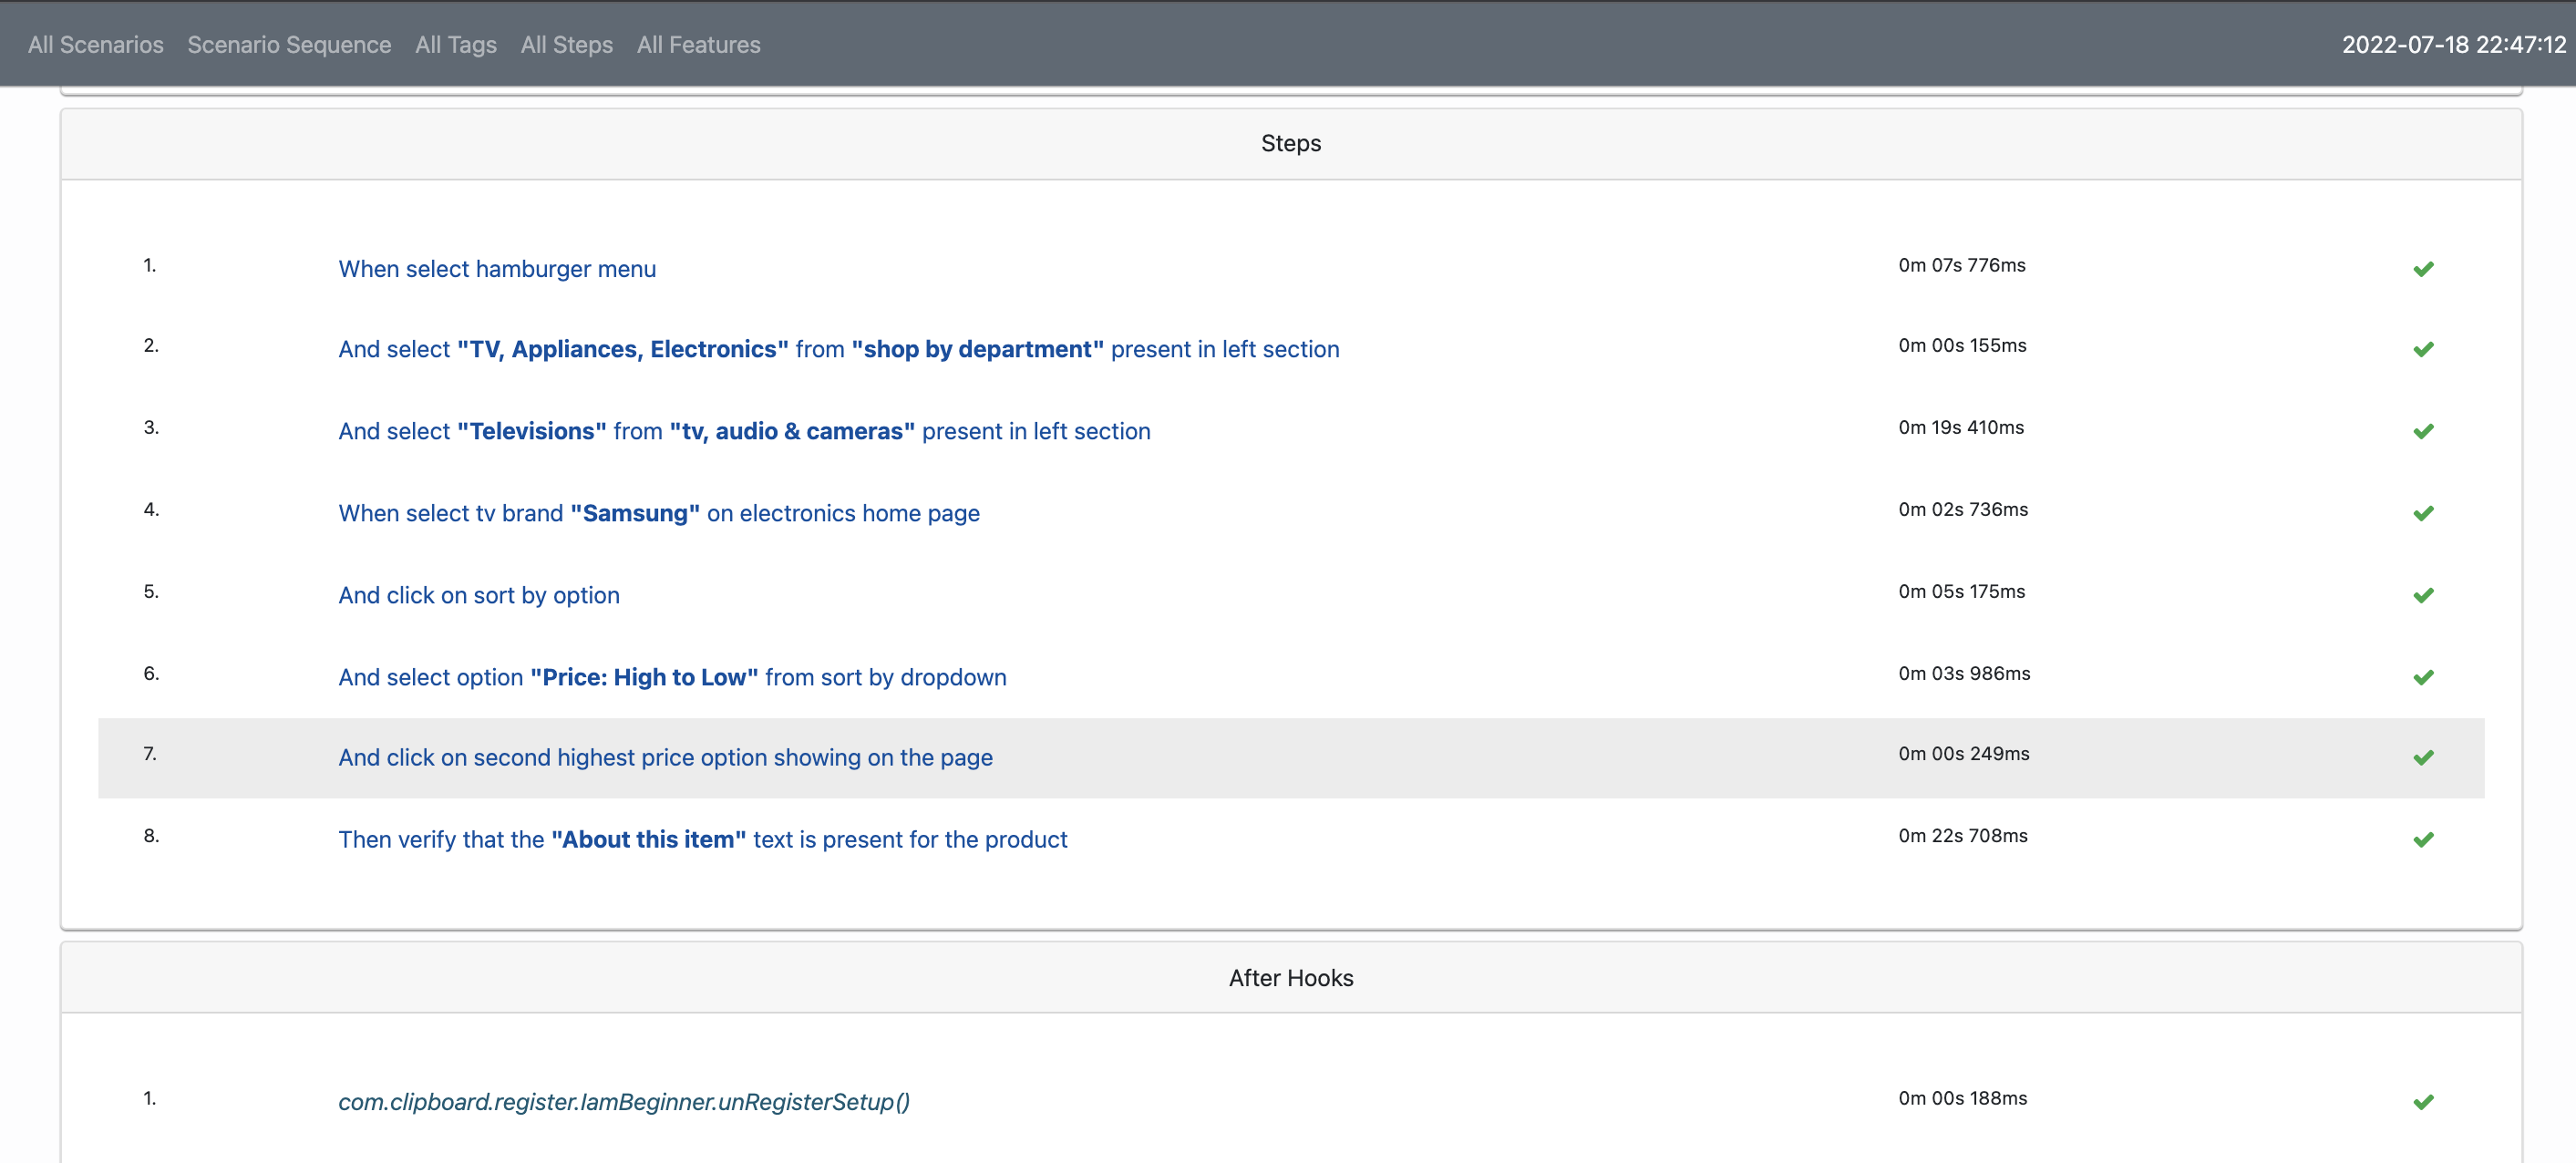 All Scenarios Scenario Sequence All Tags All Steps All Features 2022-07-18 22:47:12
Steps
1. When select hamburger menu 0m 07s 776ms
2. And select "TV, Appliances, Electronics" from "shop by department" present in left section 0m 00s 155ms
3. And select "Televisions" from "tv, audio & cameras" present in left section 0m 19s 410ms
4. When select tv brand "Samsung" on electronics home page 0m 02s 736ms
5. And click on sort by option 0m 05s 175ms
6. And select option "Price: High to Low" from sort by dropdown 0m 03s 986ms
7. And click on second highest price option showing on the page 0m 00s 249ms
8. Then verify that the "About this item" text is present for the product 0m 22s 708ms
After Hooks
1. com.clipboard.register.IamBeginner.unRegisterSetup() 0m 00s 188ms